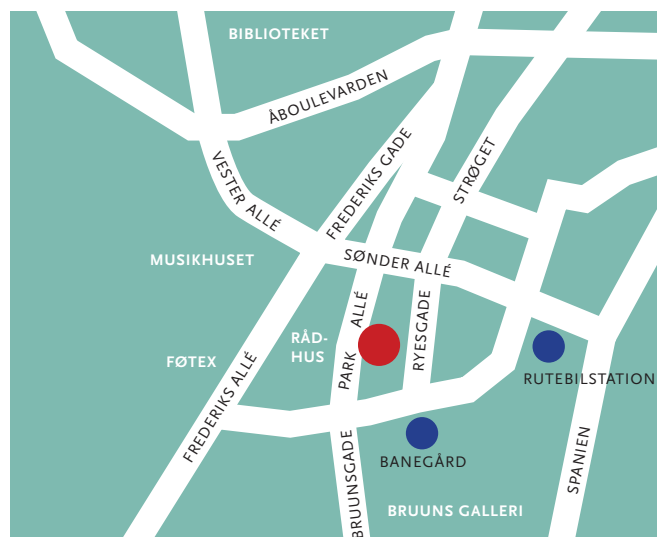 BIBLIOTEKET
ÅBOULEVARDEN
FREDERIKS GADE
STRØGET
VESTER ALLÉ
MUSIKHUSET
SØNDER ALLÉ
PARK ALLÉ
RYESGADE
RÅD-
HUS
FØTEX
FREDERIKS ALLÉ
RUTEBILSTATION
BANEGÅRD
BRUUNSGADE
SPANIEN
BRUUNS GALLERI